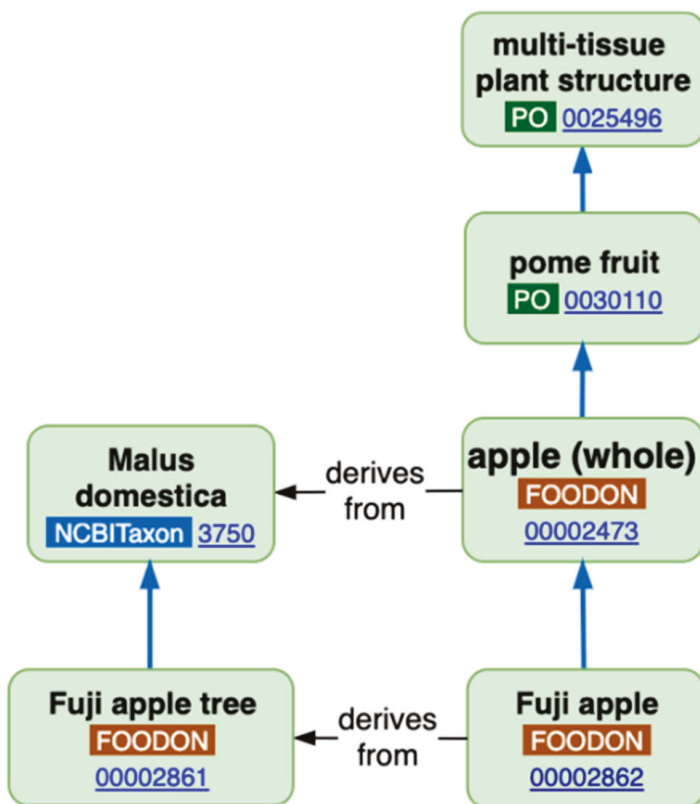 multi-tissue
plant structure
PO 0025496
pome fruit
PO 0030110
Malus
domestica
NCBITaxon 3750
derives
from
apple (whole)
FOODON
00002473
Fuji apple tree
FOODON
00002861
derives
from
Fuji apple
FOODON
00002862